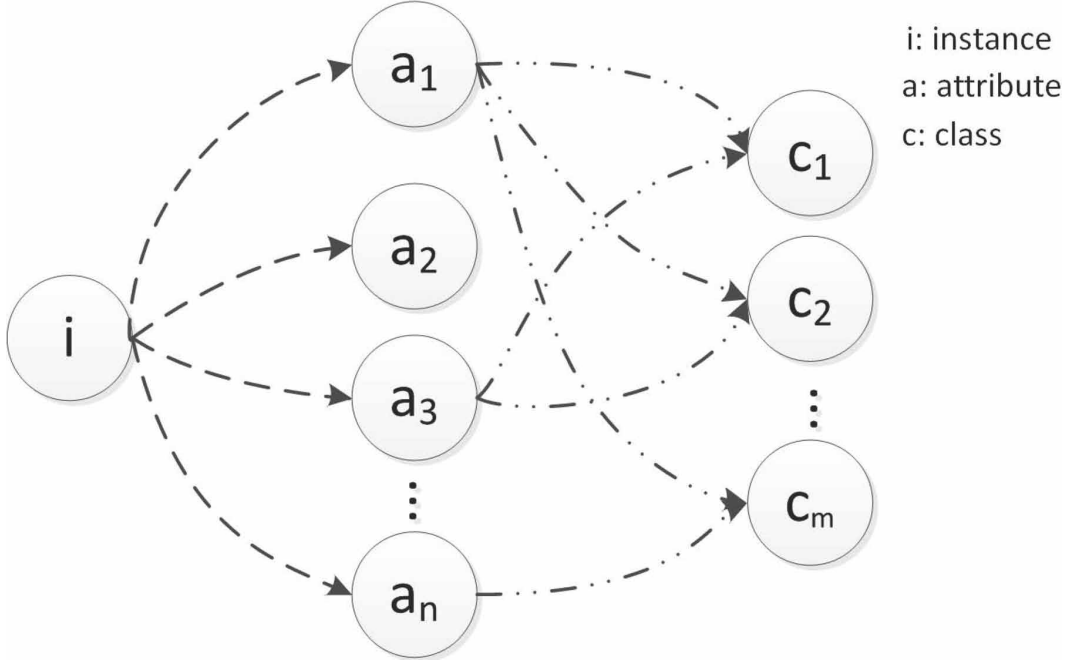 i
a1
a2
a3
⋮
an
c1
c2
⋮
cm
i: instance
a: attribute
c: class